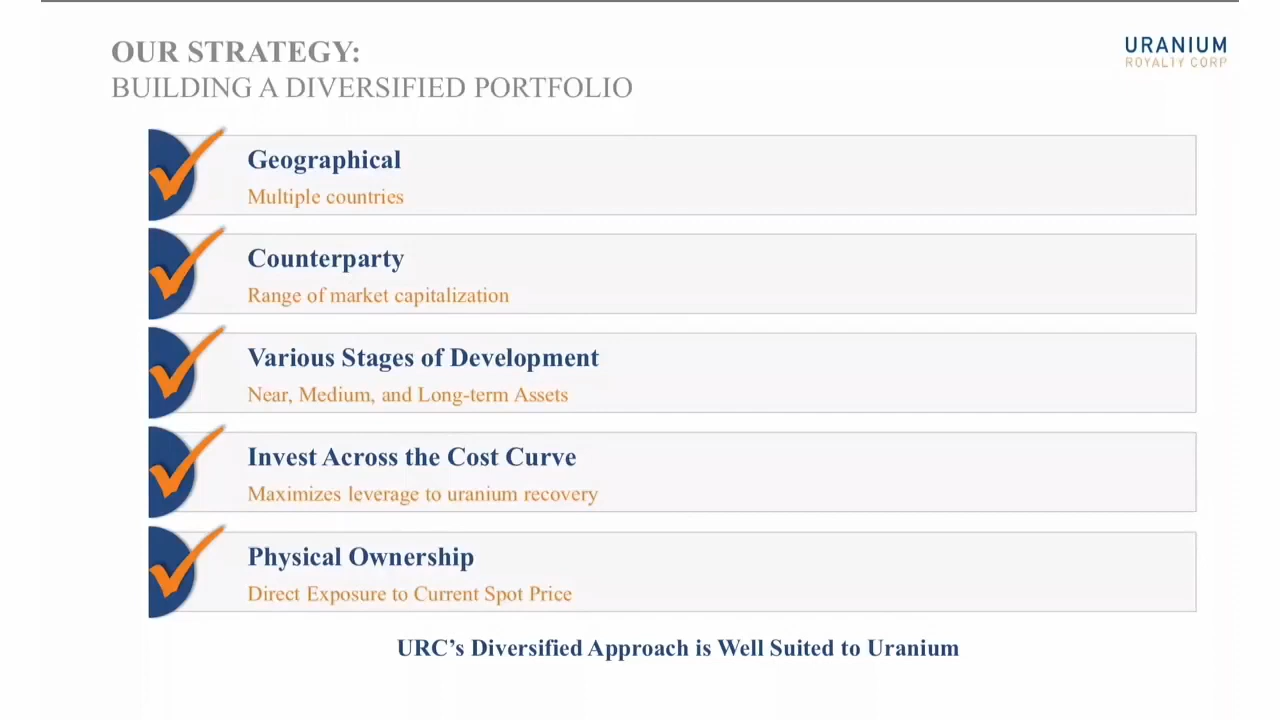 OUR STRATEGY:
BUILDING A DIVERSIFIED PORTFOLIO
URANIUM
ROYALTY CORP
Geographical
Multiple countries
Counterparty
Range of market capitalization
Various Stages of Development
Near, Medium, and Long-term Assets
Invest Across the Cost Curve
Maximizes leverage to uranium recovery
Physical Ownership
Direct Exposure to Current Spot Price
URC’s Diversified Approach is Well Suited to Uranium